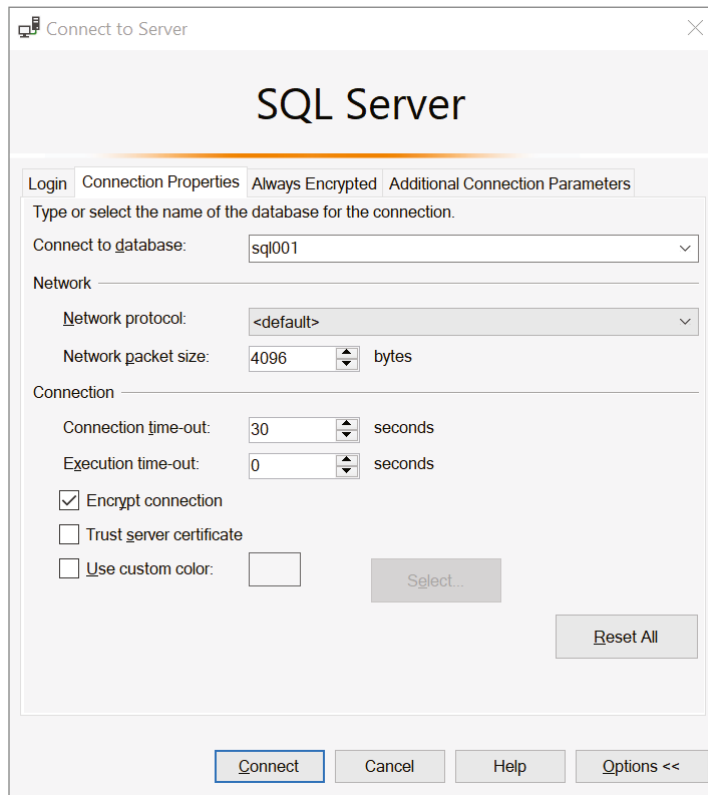 Connect to Server
SQL Server
Login Connection Properties Always Encrypted Additional Connection Parameters
Type or select the name of the database for the connection.
Connect to database: sql001
Network
Network protocol: <default>
Network packet size: 4096 bytes
Connection
Connection time-out: 30 seconds
Execution time-out: 0 seconds
Encrypt connection
Trust server certificate
Use custom color: Select...
Reset All
Connect Cancel Help Options <<